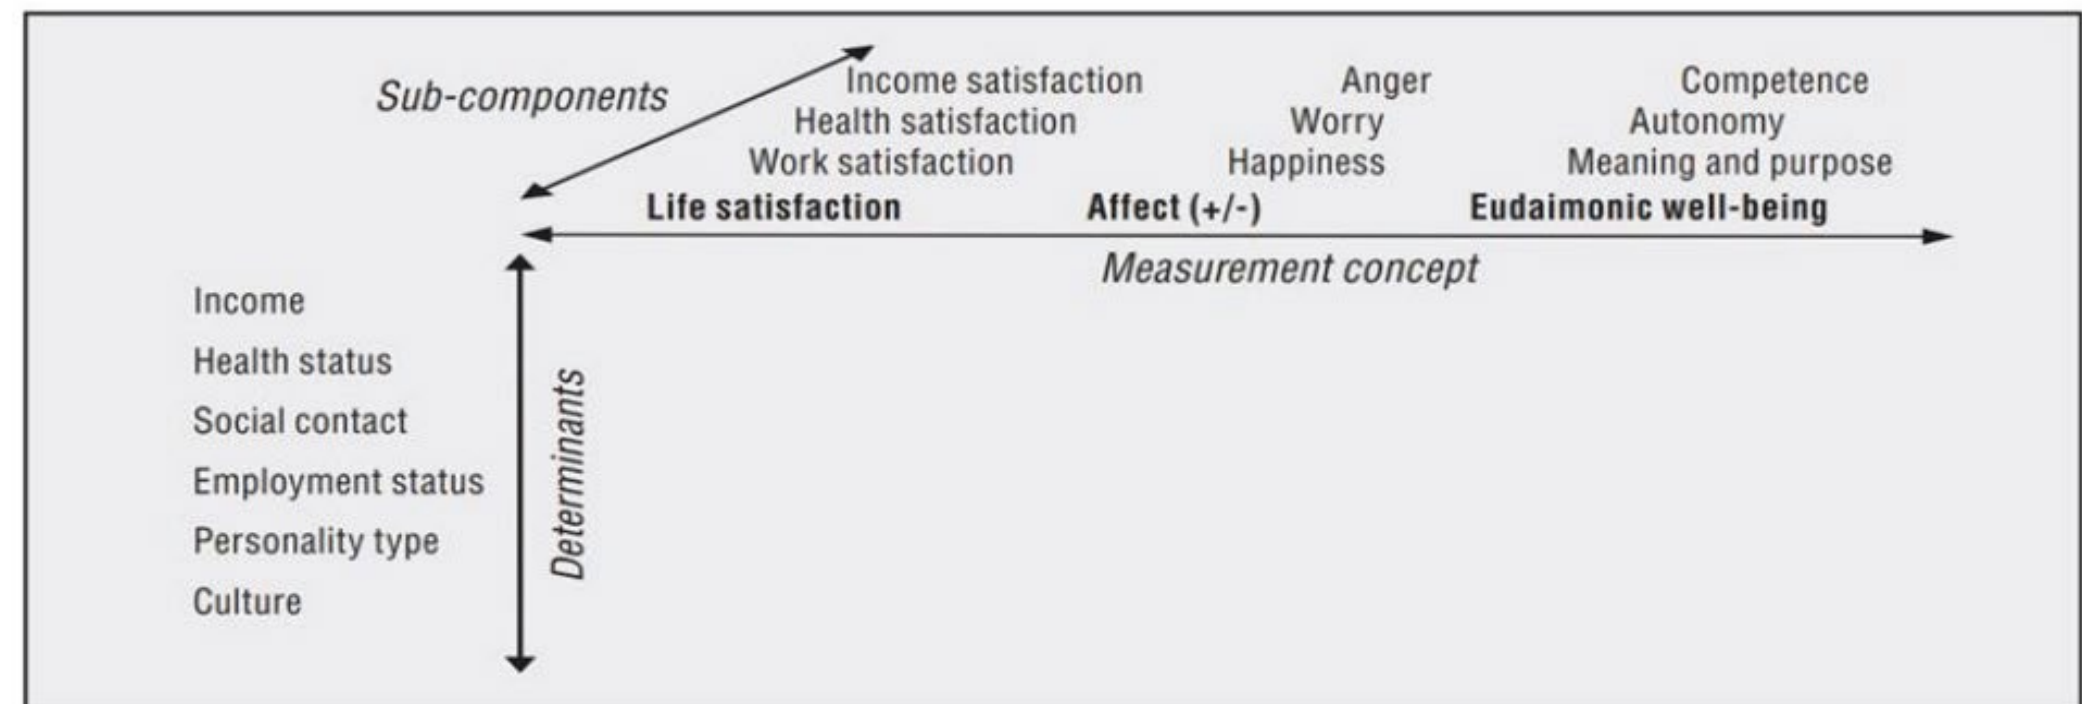 Sub-components
Income satisfaction Anger Competence
Health satisfaction Worry Autonomy
Work satisfaction Happiness Meaning and purpose
Life satisfaction Affect (+/-) Eudaimonic well-being
Measurement concept
Income
Health status
Social contact
Employment status
Personality type
Culture
Determinants